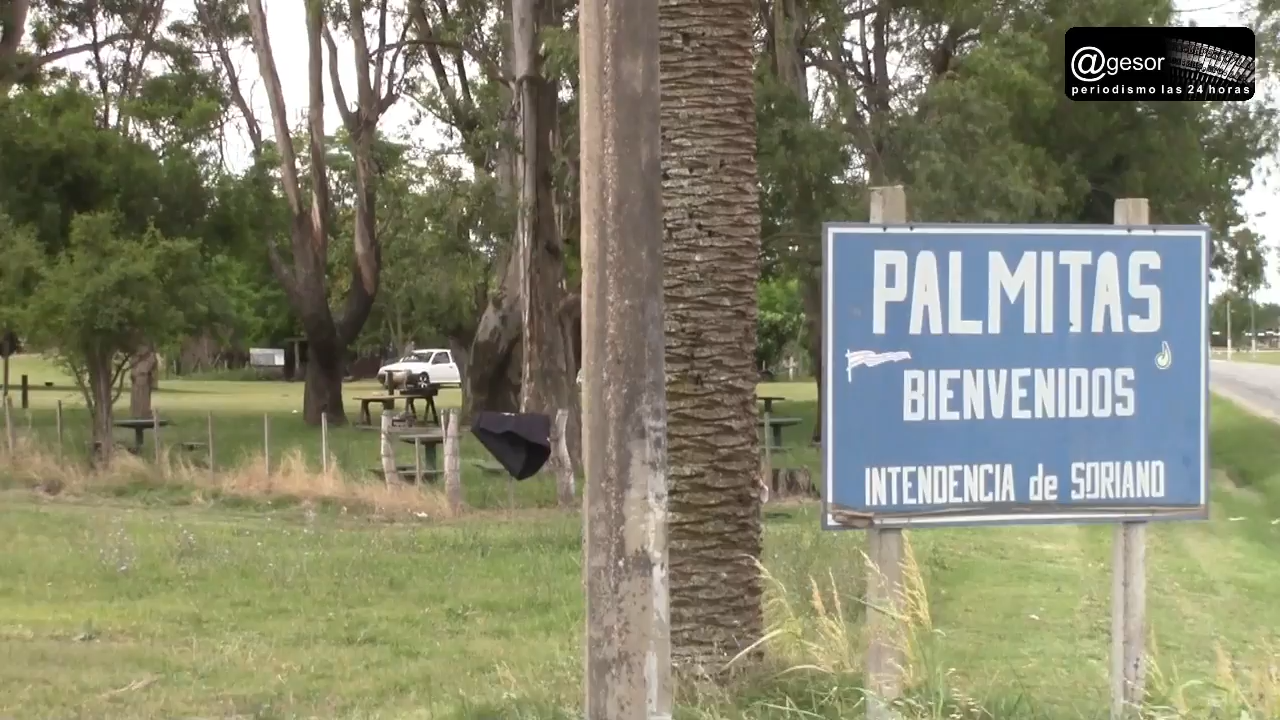 @gesor
periodismo las 24 horas
PALMITAS
BIENVENIDOS
INTENDENCIA de SORIANO